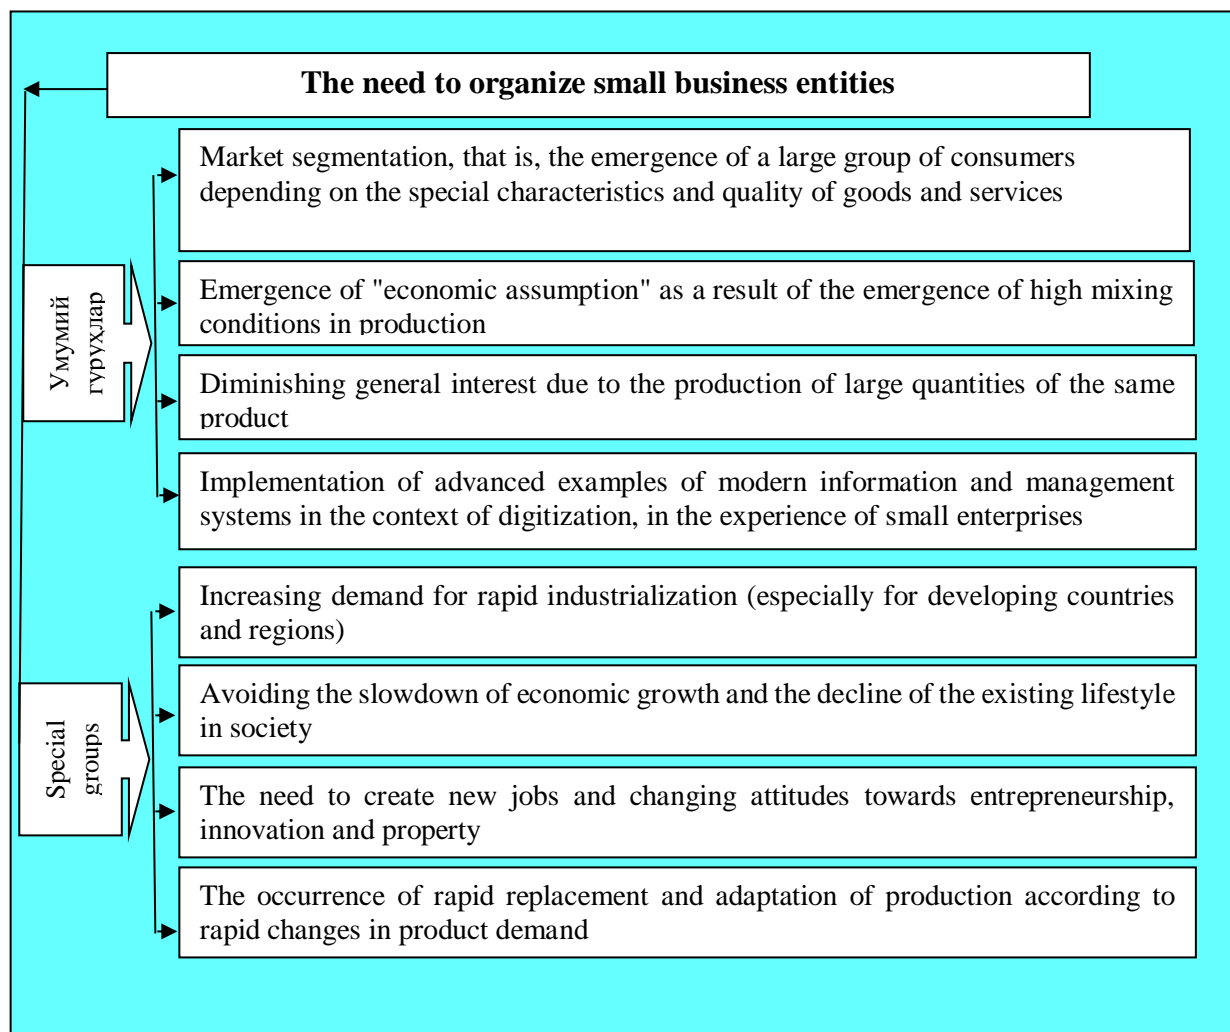 The need to organize small business entities
Market segmentation, that is, the emergence of a large group of consumers
depending on the special characteristics and quality of goods and services
Умумий
гуруҳлар
Emergence of "economic assumption" as a result of the emergence of high mixing
conditions in production
Diminishing general interest due to the production of large quantities of the same
product
Implementation of advanced examples of modern information and management
systems in the context of digitization, in the experience of small enterprises
Special
groups
Increasing demand for rapid industrialization (especially for developing countries
and regions)
Avoiding the slowdown of economic growth and the decline of the existing lifestyle
in society
The need to create new jobs and changing attitudes towards entrepreneurship,
innovation and property
The occurrence of rapid replacement and adaptation of production according to
rapid changes in product demand